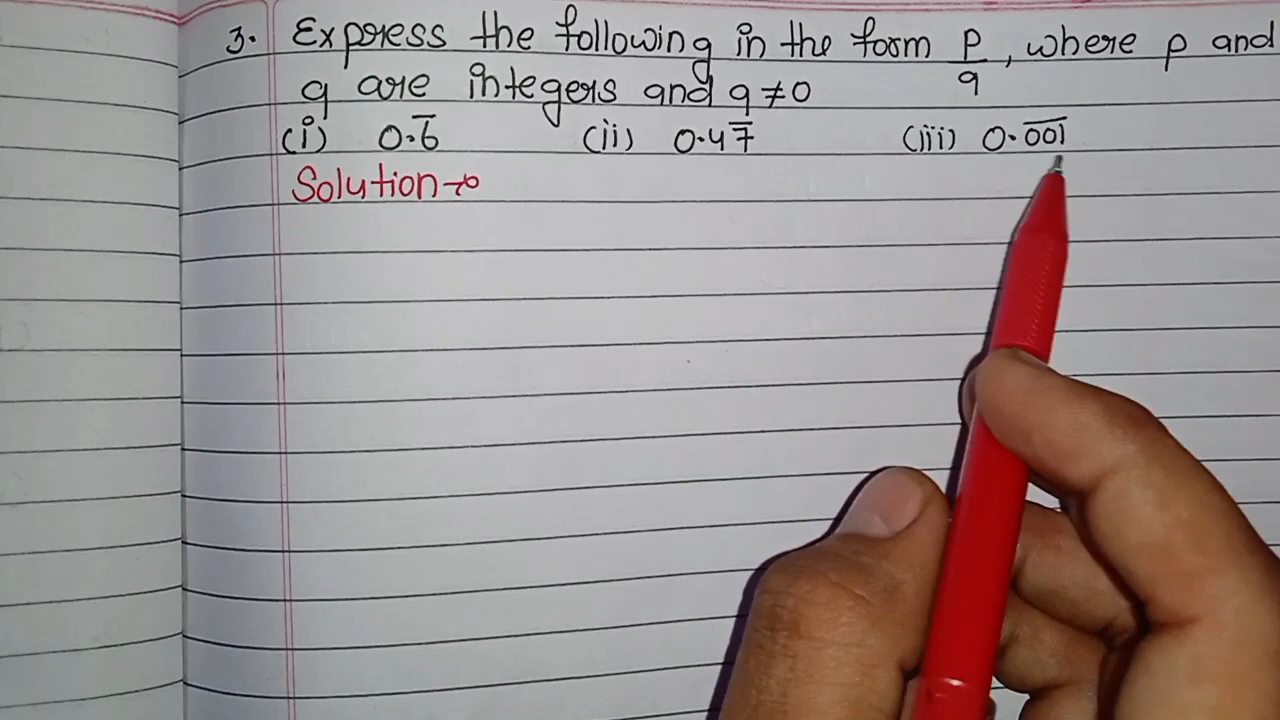 3. Express the following in the form p/q, where p and
q are integers and q ≠ 0
(i) 0.6̅ (ii) 0.47̅ (iii) 0.0̅0̅1̅
Solution →